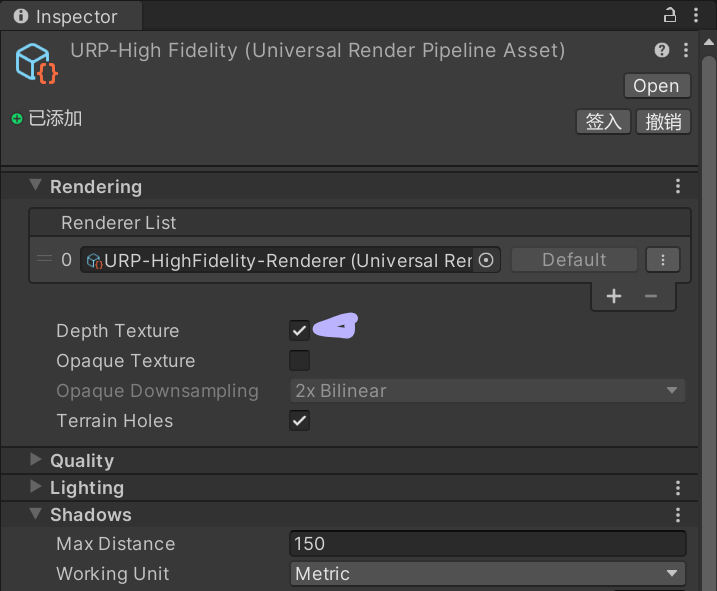 Inspector
URP-High Fidelity (Universal Render Pipeline Asset)
Open
已添加
签入 撤销
Rendering
Renderer List
0 URP-HighFidelity-Renderer (Universal Rer Default
Depth Texture
Opaque Texture
Opaque Downsampling 2x Bilinear
Terrain Holes
Quality
Lighting
Shadows
Max Distance 150
Working Unit Metric